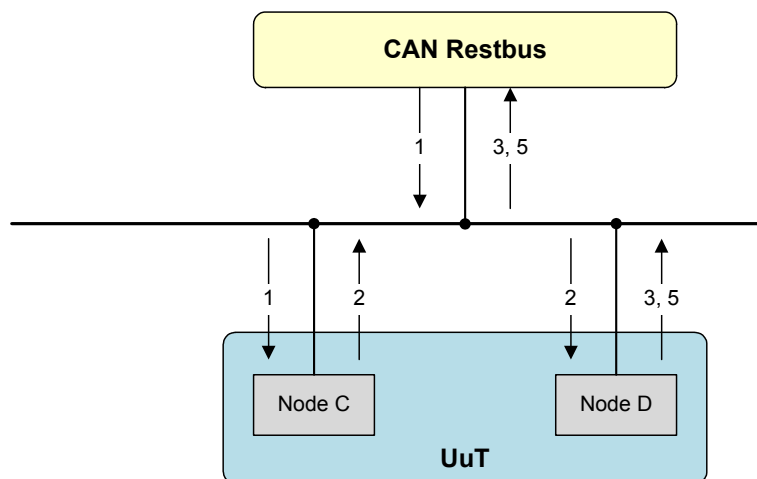 CAN Restbus
1 3, 5
1 2 2 3, 5
Node C Node D
UuT